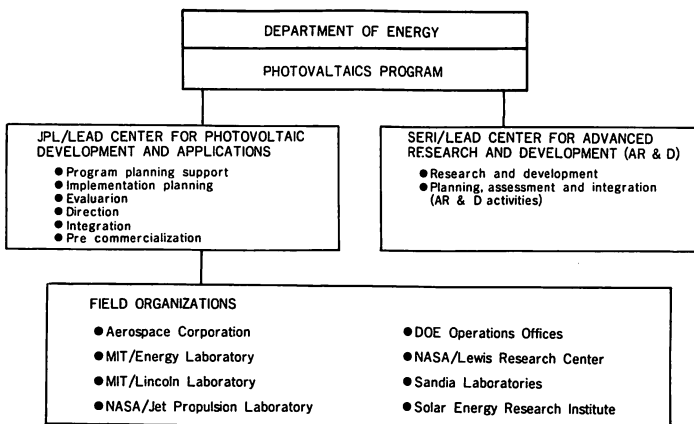 DEPARTMENT OF ENERGY
PHOTOVALTAICS PROGRAM
JPL/LEAD CENTER FOR PHOTOVOLTAIC
DEVELOPMENT AND APPLICATIONS
● Program planning support
● Implementation planning
● Evaluarion
● Direction
● Integration
● Pre commercialization
SERI/LEAD CENTER FOR ADVANCED
RESEARCH AND DEVELOPMENT (AR & D)
● Research and development
● Planning, assessment and integration
(AR & D activities)
FIELD ORGANIZATIONS
● Aerospace Corporation
● MIT/Energy Laboratory
● MIT/Lincoln Laboratory
● NASA/Jet Propulsion Laboratory
● DOE Operations Offices
● NASA/Lewis Research Center
● Sandia Laboratories
● Solar Energy Research Institute